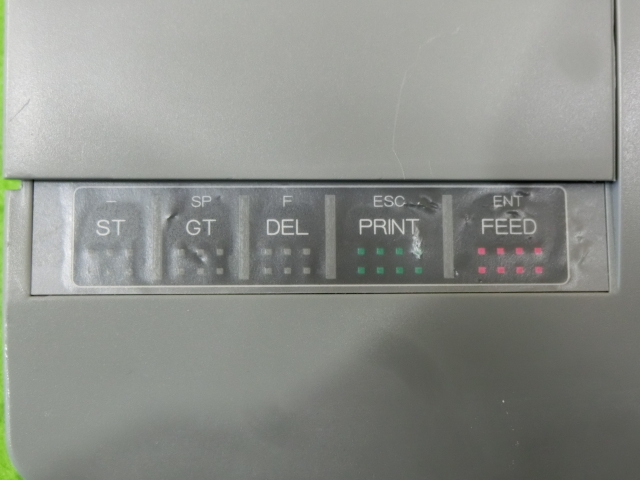 – SP F ESC ENT
ST GT DEL PRINT FEED